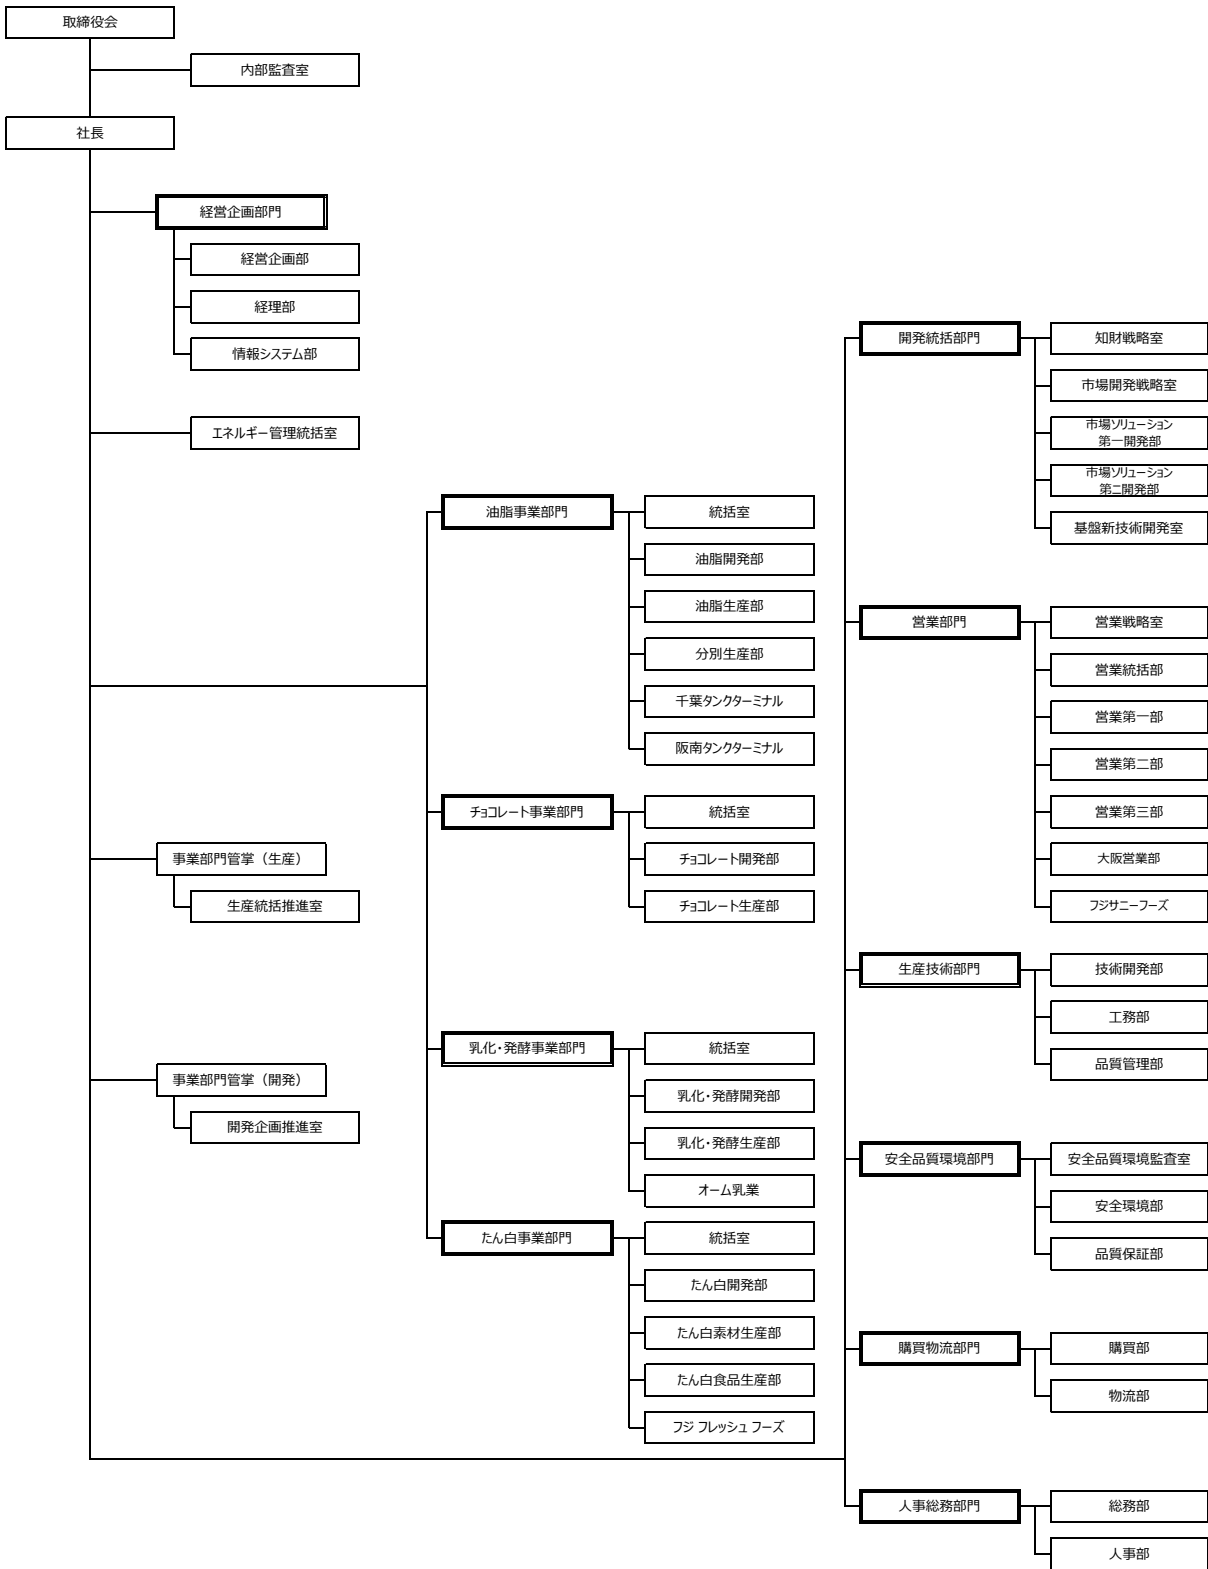 取締役会
内部監査室
社長
経営企画部門
経営企画部
経理部
情報システム部
エネルギー管理統括室
事業部門管掌（生産）
生産統括推進室
事業部門管掌（開発）
開発企画推進室
油脂事業部門
統括室
油脂開発部
油脂生産部
分別生産部
千葉タンクターミナル
阪南タンクターミナル
チョコレート事業部門
統括室
チョコレート開発部
チョコレート生産部
乳化・発酵事業部門
統括室
乳化・発酵開発部
乳化・発酵生産部
オーム乳業
たん白事業部門
統括室
たん白開発部
たん白素材生産部
たん白食品生産部
フジ フレッシュ フーズ
開発統括部門
知財戦略室
市場開発戦略室
市場ソリューション
第一開発部
市場ソリューション
第二開発部
基盤新技術開発室
営業部門
営業戦略室
営業統括部
営業第一部
営業第二部
営業第三部
大阪営業部
フジサニーフーズ
生産技術部門
技術開発部
工務部
品質管理部
安全品質環境部門
安全品質環境監査室
安全環境部
品質保証部
購買物流部門
購買部
物流部
人事総務部門
総務部
人事部